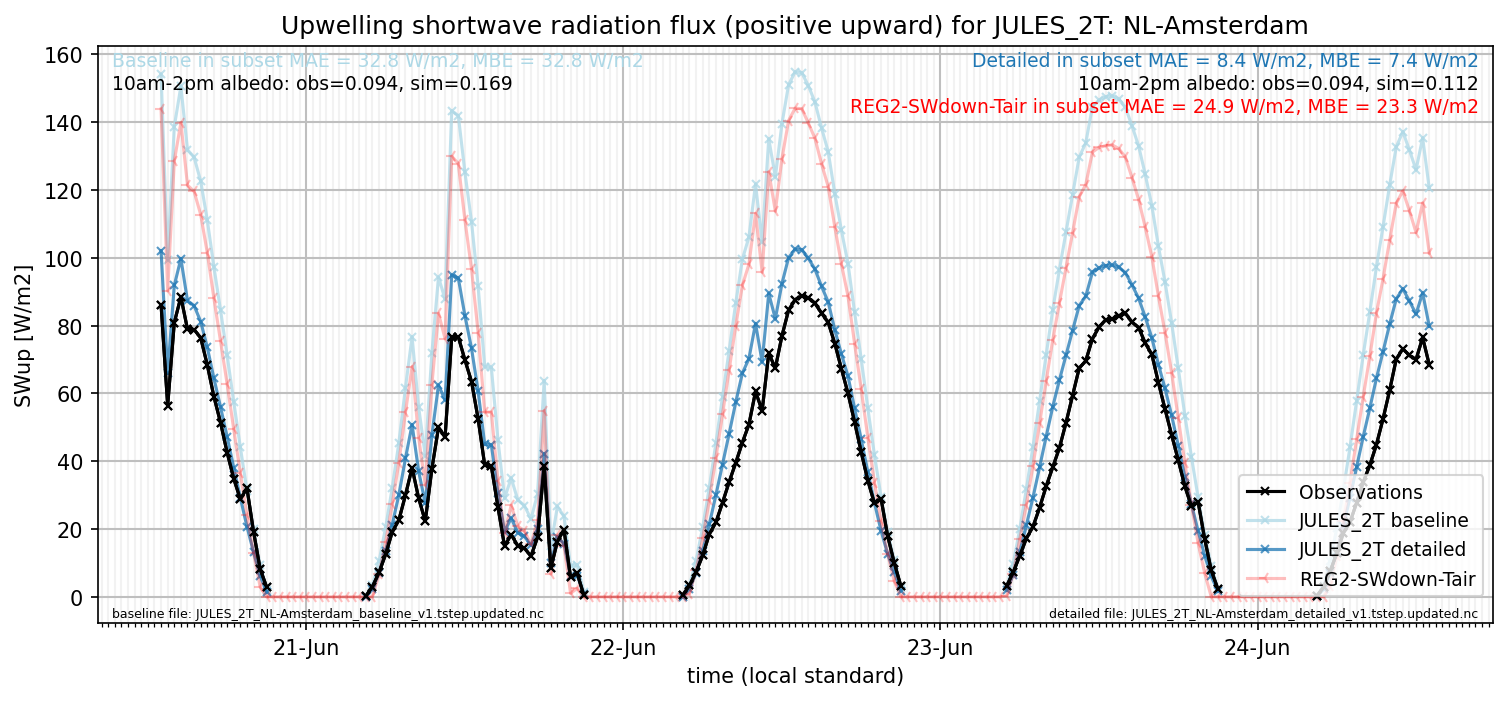 Upwelling shortwave radiation flux (positive upward) for JULES_2T: NL-Amsterdam
Baseline in subset MAE = 32.8 W/m2, MBE = 32.8 W/m2
10am-2pm albedo: obs=0.094, sim=0.169
Detailed in subset MAE = 8.4 W/m2, MBE = 7.4 W/m2
10am-2pm albedo: obs=0.094, sim=0.112
REG2-SWdown-Tair in subset MAE = 24.9 W/m2, MBE = 23.3 W/m2
SWup [W/m2]
160
140
120
100
80
60
40
20
0
Observations
JULES_2T baseline
JULES_2T detailed
REG2-SWdown-Tair
baseline file: JULES_2T_NL-Amsterdam_baseline_v1.tstep.updated.nc
detailed file: JULES_2T_NL-Amsterdam_detailed_v1.tstep.updated.nc
21-Jun
22-Jun
23-Jun
24-Jun
time (local standard)